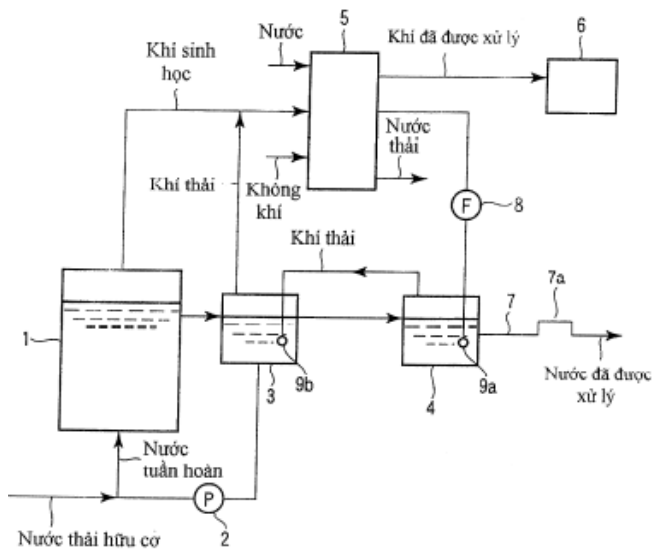 5
Nước
Khí đã được xử lý
6
Khí sinh
học
Nước
thải
Khí thải
Không
khí
F
8
Khí thải
7a
7
1
9b
3
9a
4
Nước đã được
xử lý
Nước
tuần hoàn
P
2
Nước thải hữu cơ